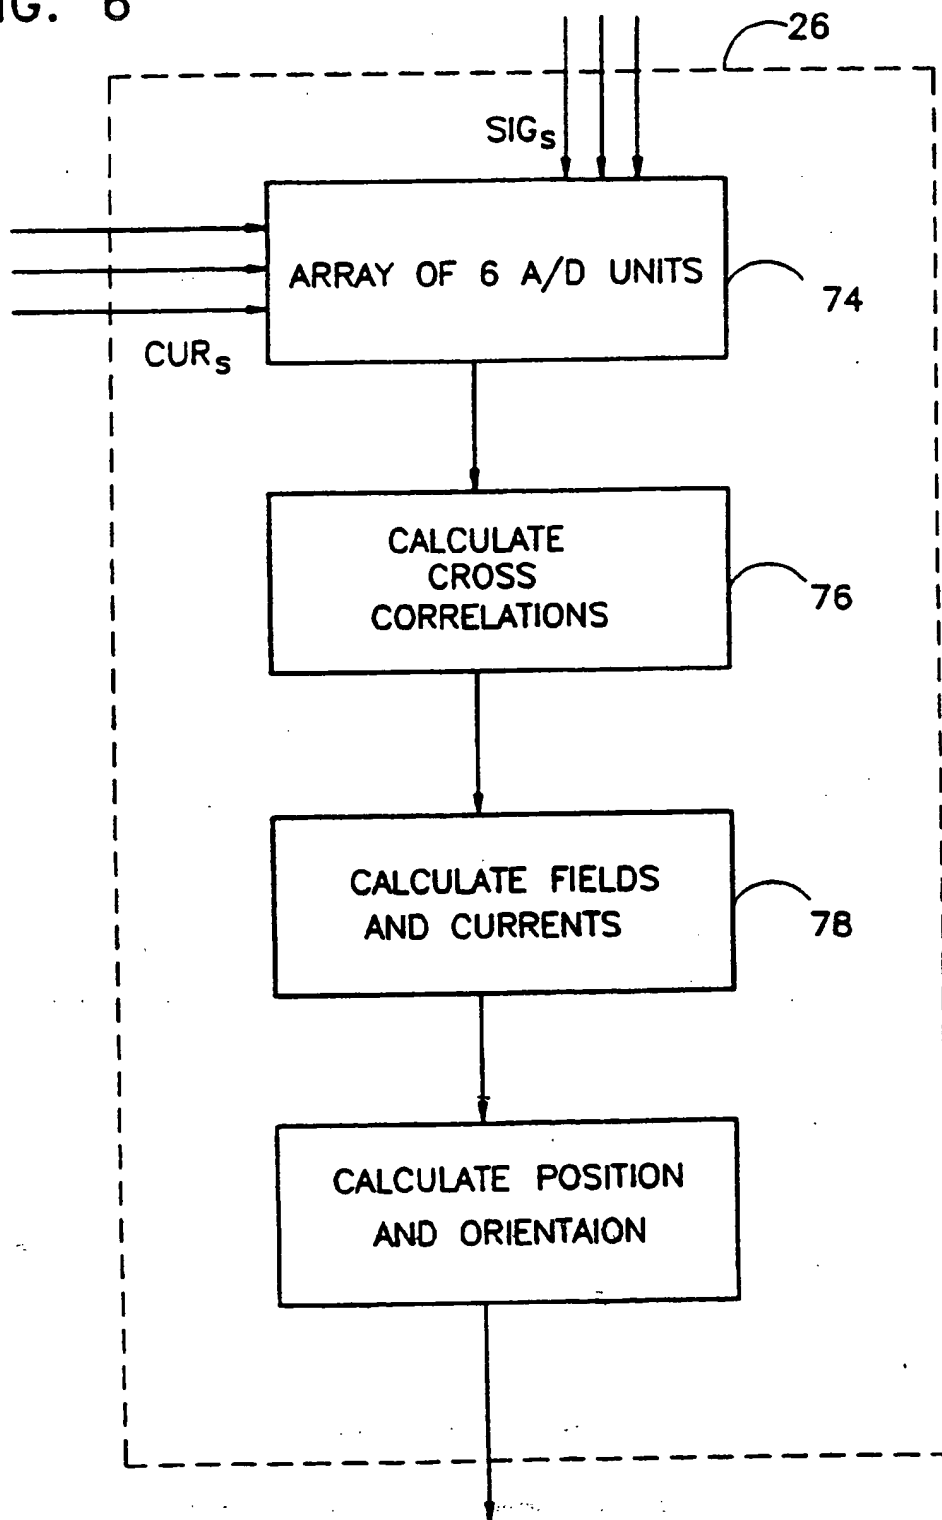 IG. 6
26
SIGs
ARRAY OF 6 A/D UNITS
74
CURs
CALCULATE
CROSS
CORRELATIONS
76
CALCULATE FIELDS
AND CURRENTS
78
CALCULATE POSITION
AND ORIENTAION